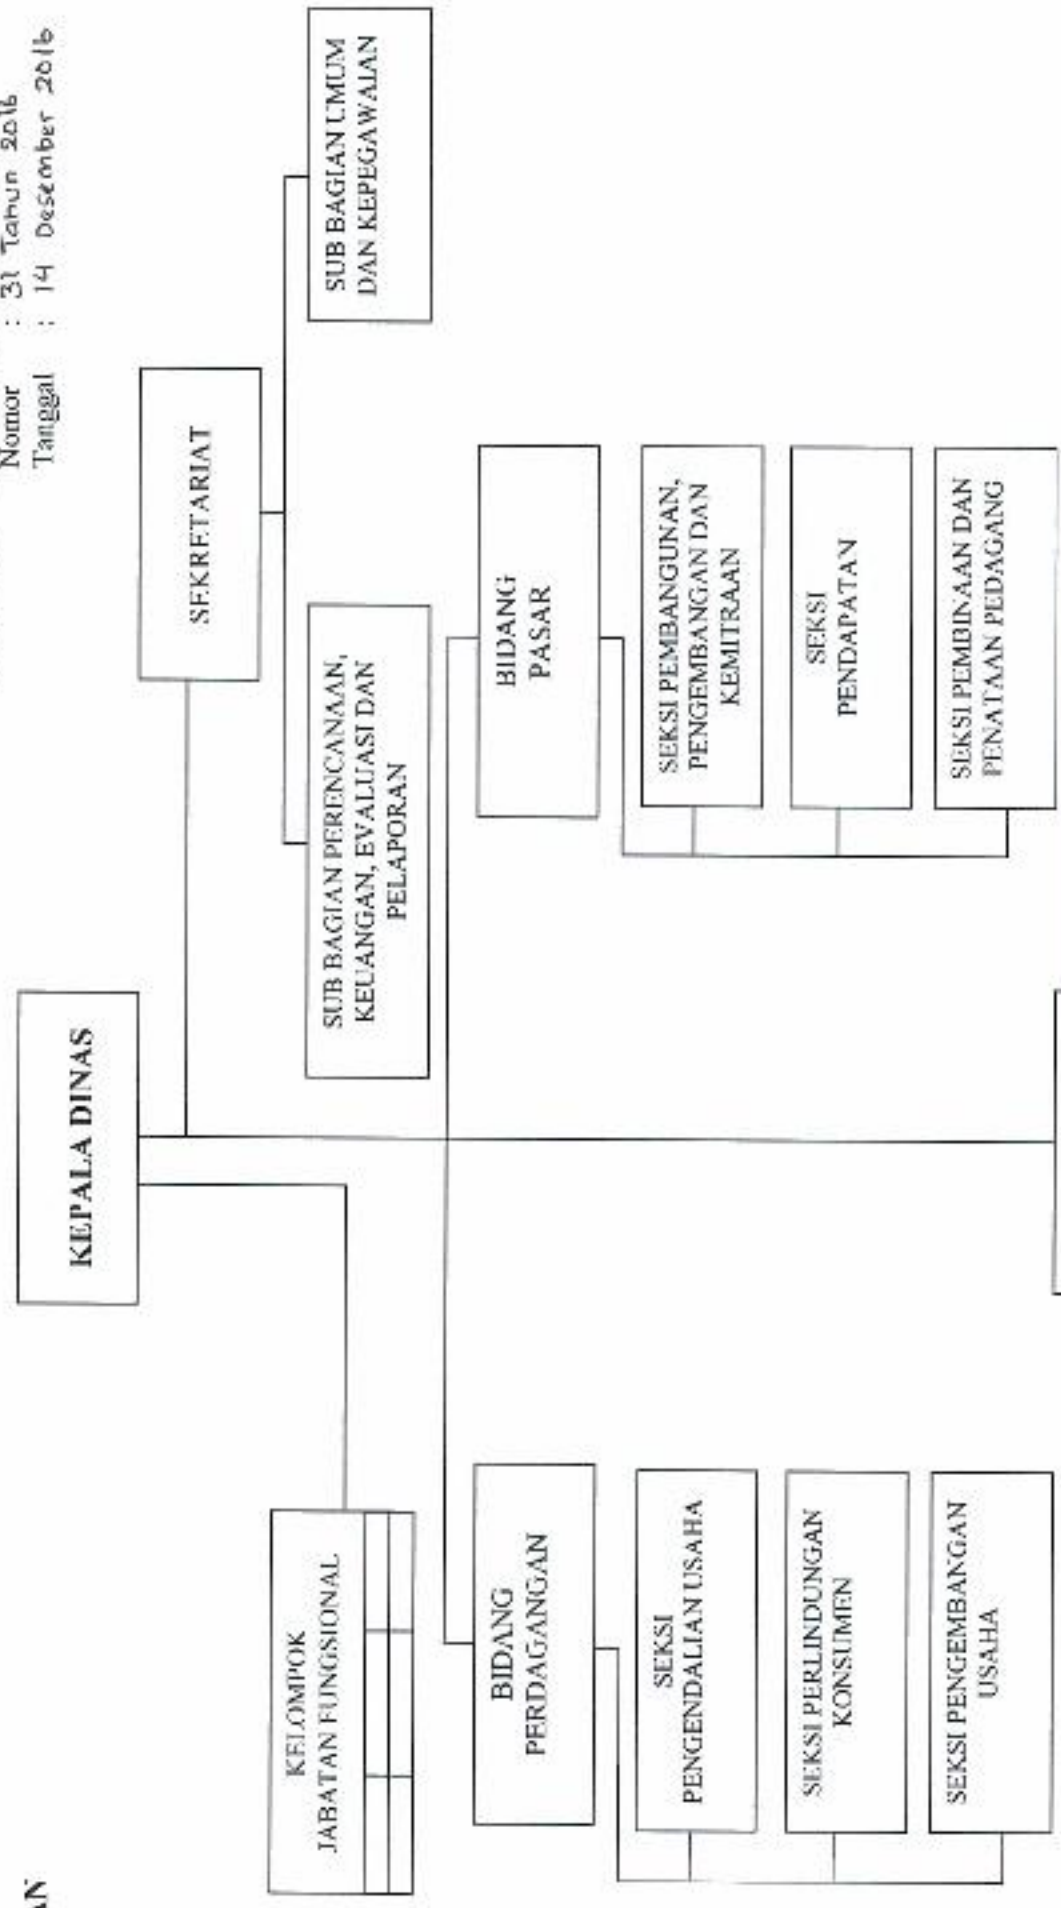 Nomor : 31 Tahun 2016
Tanggal : 14 Desember 2016
KEPALA DINAS
SEKRETARIAT
KELOMPOK
JABATAN FUNGSIONAL
SUB BAGIAN PERENCANAAN,
KEUANGAN, EVALUASI DAN
PELAPORAN
SUB BAGIAN UMUM
DAN KEPEGAWAIAN
BIDANG
PERDAGANGAN
BIDANG
PASAR
SEKSI
PENGENDALIAN USAHA
SEKSI PEMBANGUNAN,
PENGEMBANGAN DAN
KEMITRAAN
SEKSI PERLINDUNGAN
KONSUMEN
SEKSI
PENDAPATAN
SEKSI PENGEMBANGAN
USAHA
SEKSI PEMBINAAN DAN
PENATAAN PEDAGANG